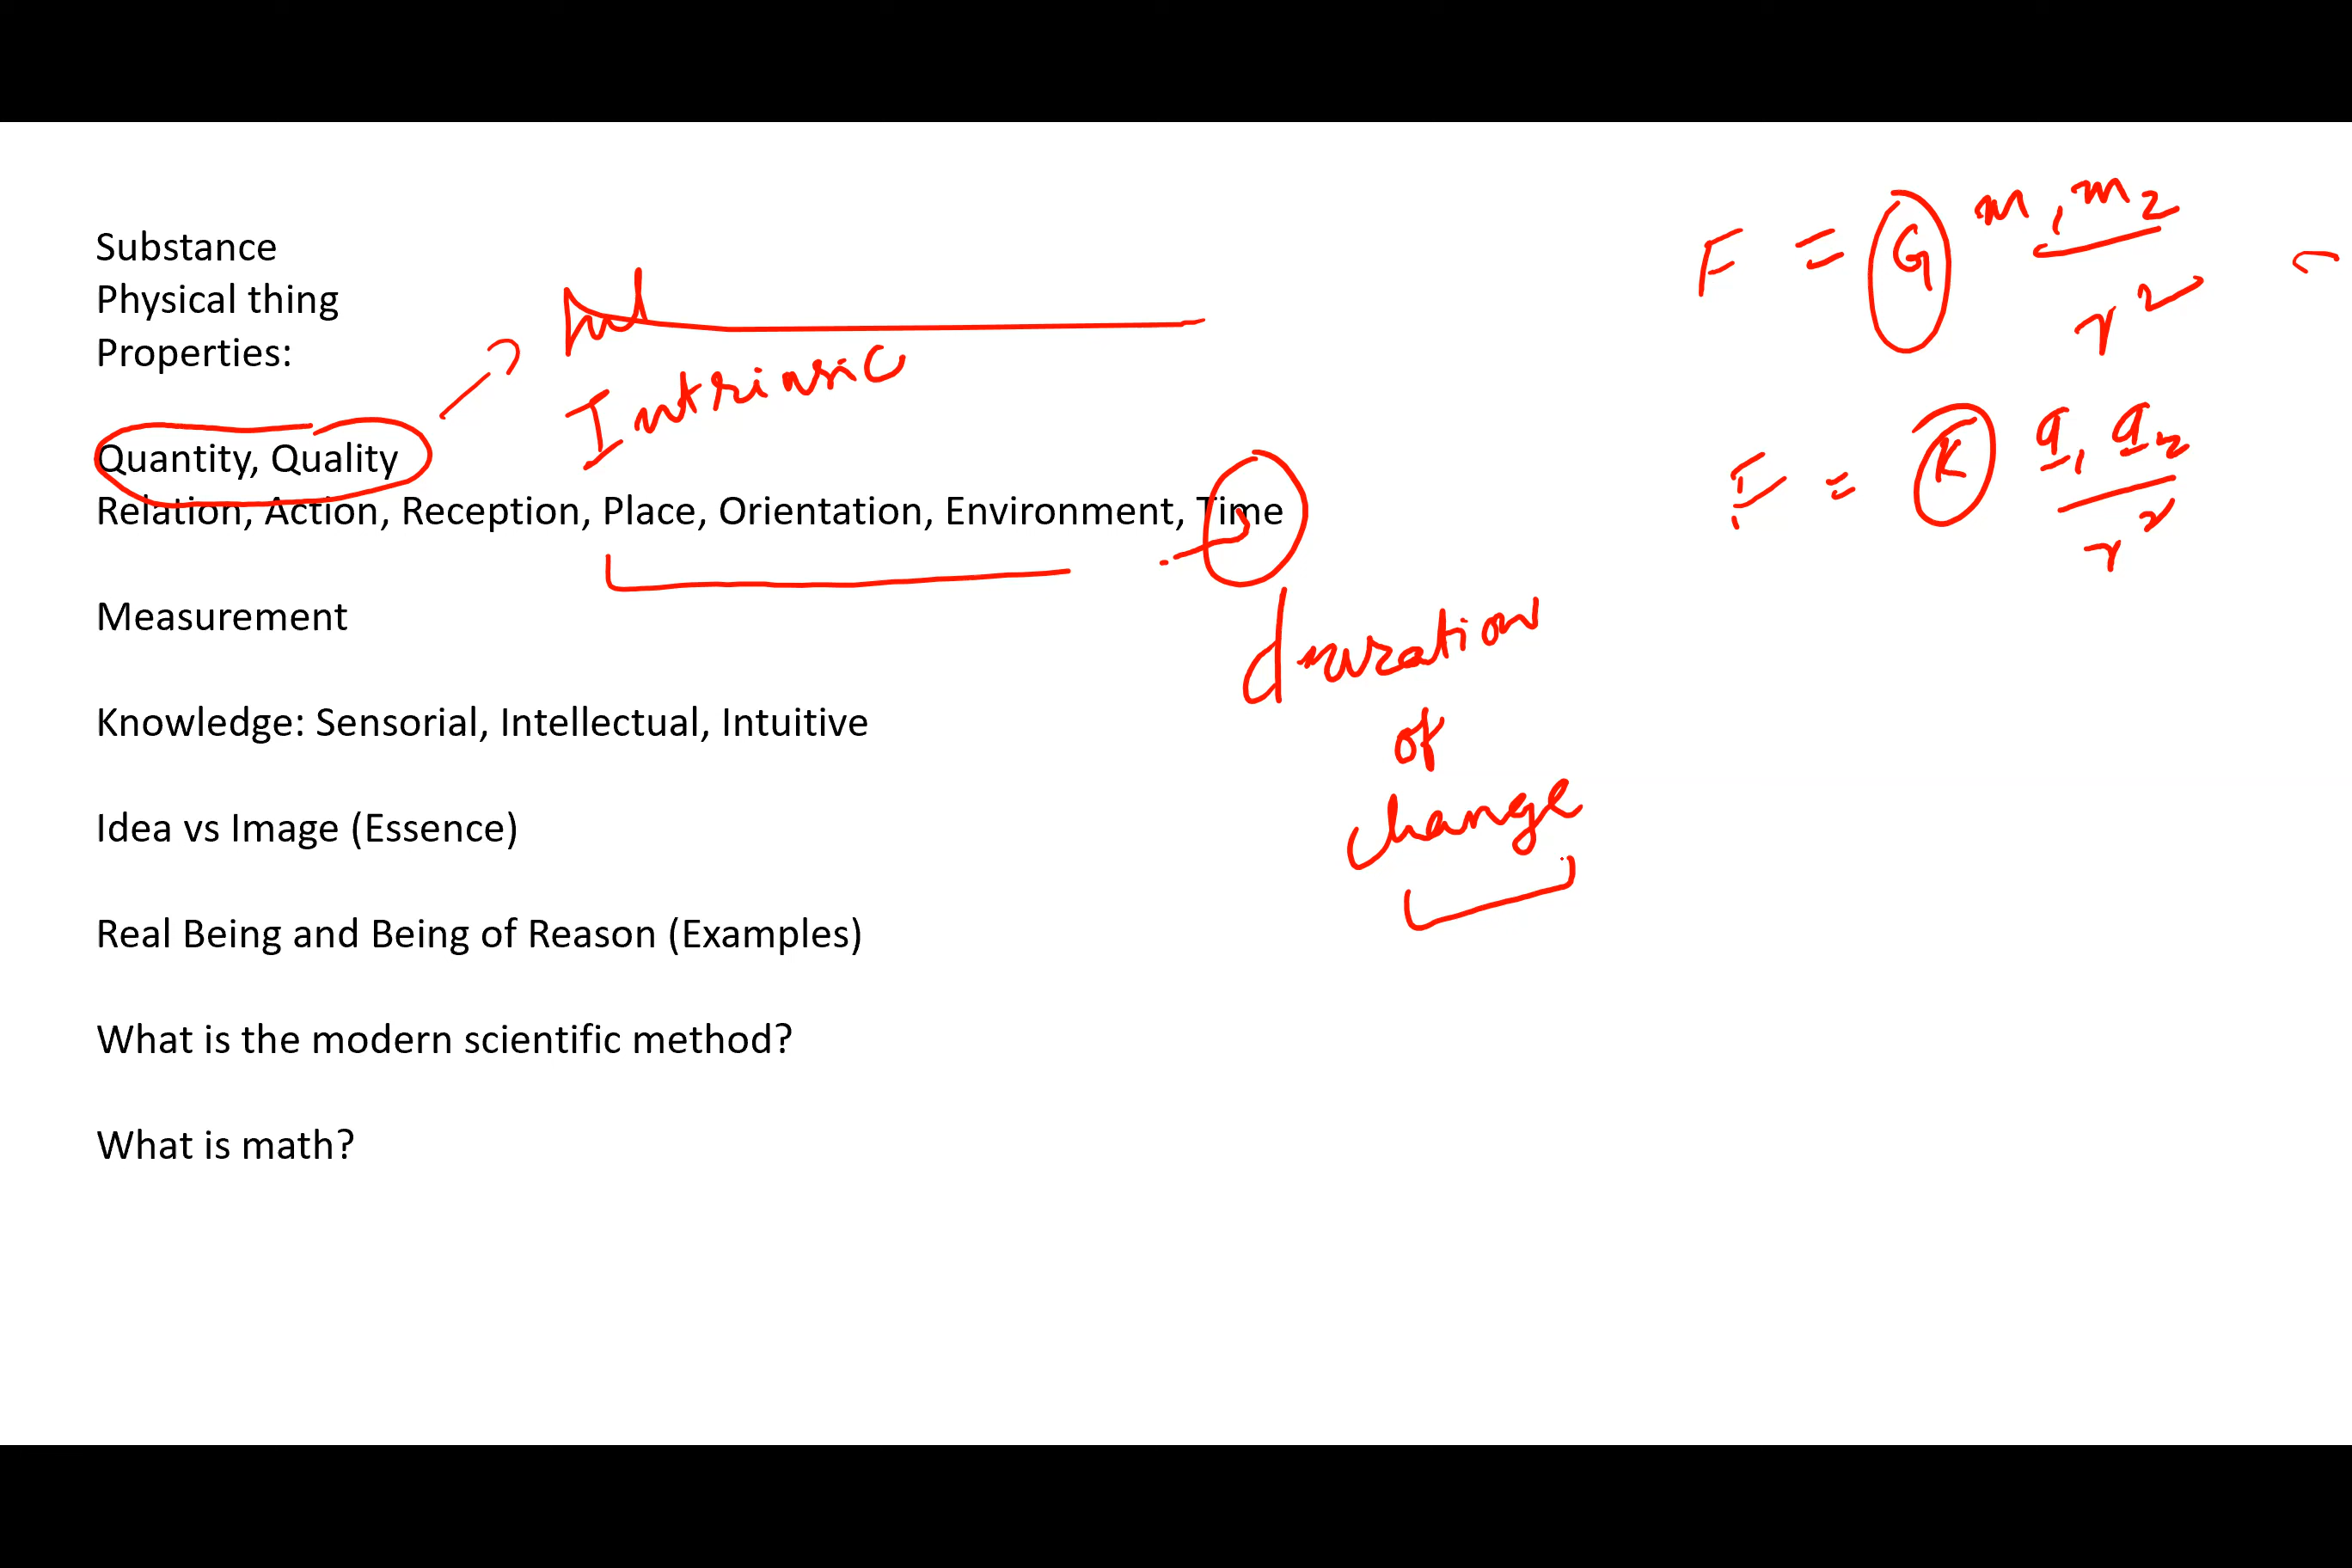 Substance
Physical thing
Properties:
Intrinsic
Quantity, Quality
Relation, Action, Reception, Place, Orientation, Environment, Time
Measurement
Knowledge: Sensorial, Intellectual, Intuitive
Idea vs Image (Essence)
Real Being and Being of Reason (Examples)
What is the modern scientific method?
What is math?
duration
of
change
F = G m₁ m₂ / r²
F = K q₁ q₂ / r²